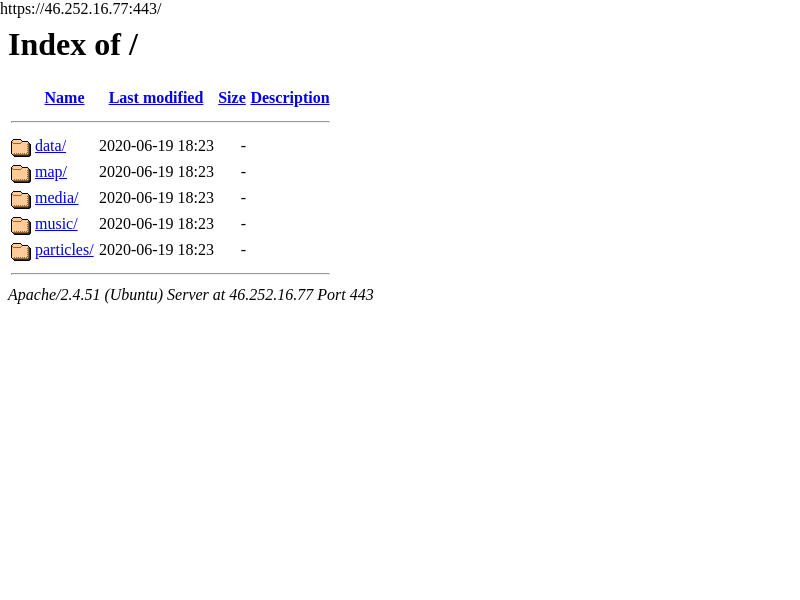 https://46.252.16.77:443/
Index of /
Name Last modified Size Description
data/ 2020-06-19 18:23 -
map/ 2020-06-19 18:23 -
media/ 2020-06-19 18:23 -
music/ 2020-06-19 18:23 -
particles/ 2020-06-19 18:23 -
Apache/2.4.51 (Ubuntu) Server at 46.252.16.77 Port 443